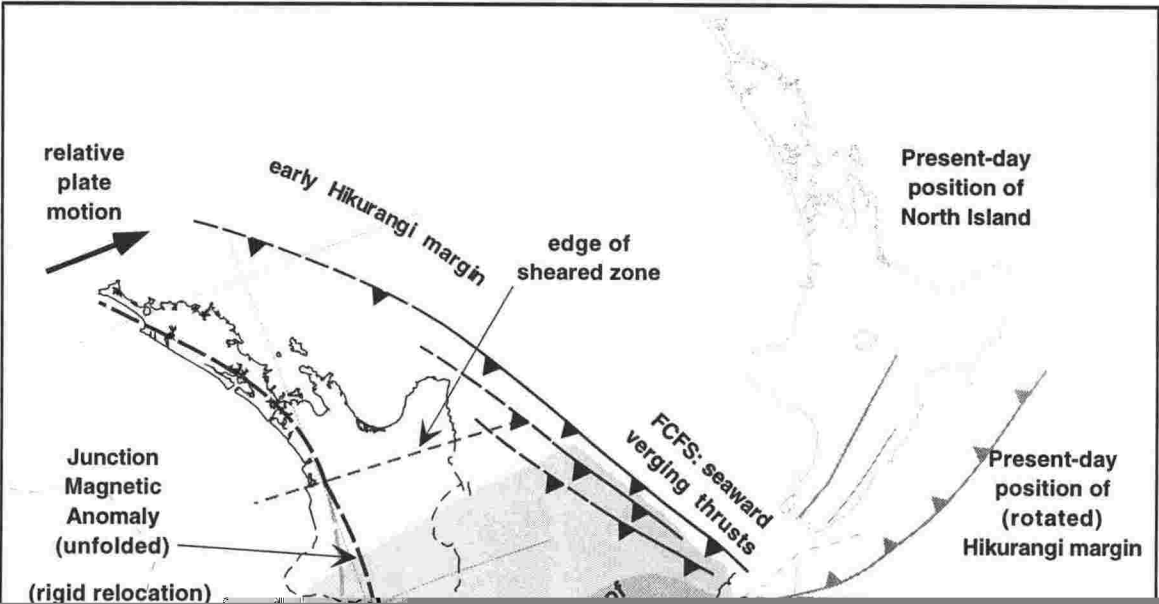 relative
plate
motion
early Hikurangi margin
edge of
sheared zone
Present-day
position of
North Island
FCFS: seaward
verging thrusts
Junction
Magnetic
Anomaly
(unfolded)
(rigid relocation)
Present-day
position of
(rotated)
Hikurangi margin